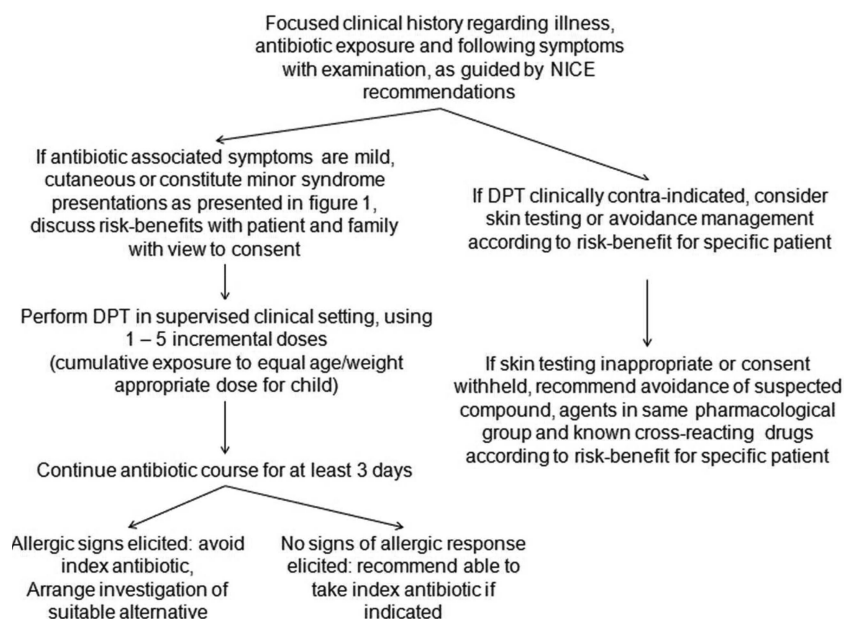 Focused clinical history regarding illness,
antibiotic exposure and following symptoms
with examination, as guided by NICE
recommendations
If antibiotic associated symptoms are mild,
cutaneous or constitute minor syndrome
presentations as presented in figure 1,
discuss risk-benefits with patient and family
with view to consent
If DPT clinically contra-indicated, consider
skin testing or avoidance management
according to risk-benefit for specific patient
Perform DPT in supervised clinical setting, using
1 – 5 incremental doses
(cumulative exposure to equal age/weight
appropriate dose for child)
If skin testing inappropriate or consent
withheld, recommend avoidance of suspected
compound, agents in same pharmacological
group and known cross-reacting drugs
according to risk-benefit for specific patient
Continue antibiotic course for at least 3 days
Allergic signs elicited: avoid
index antibiotic,
Arrange investigation of
suitable alternative
No signs of allergic response
elicited: recommend able to
take index antibiotic if
indicated